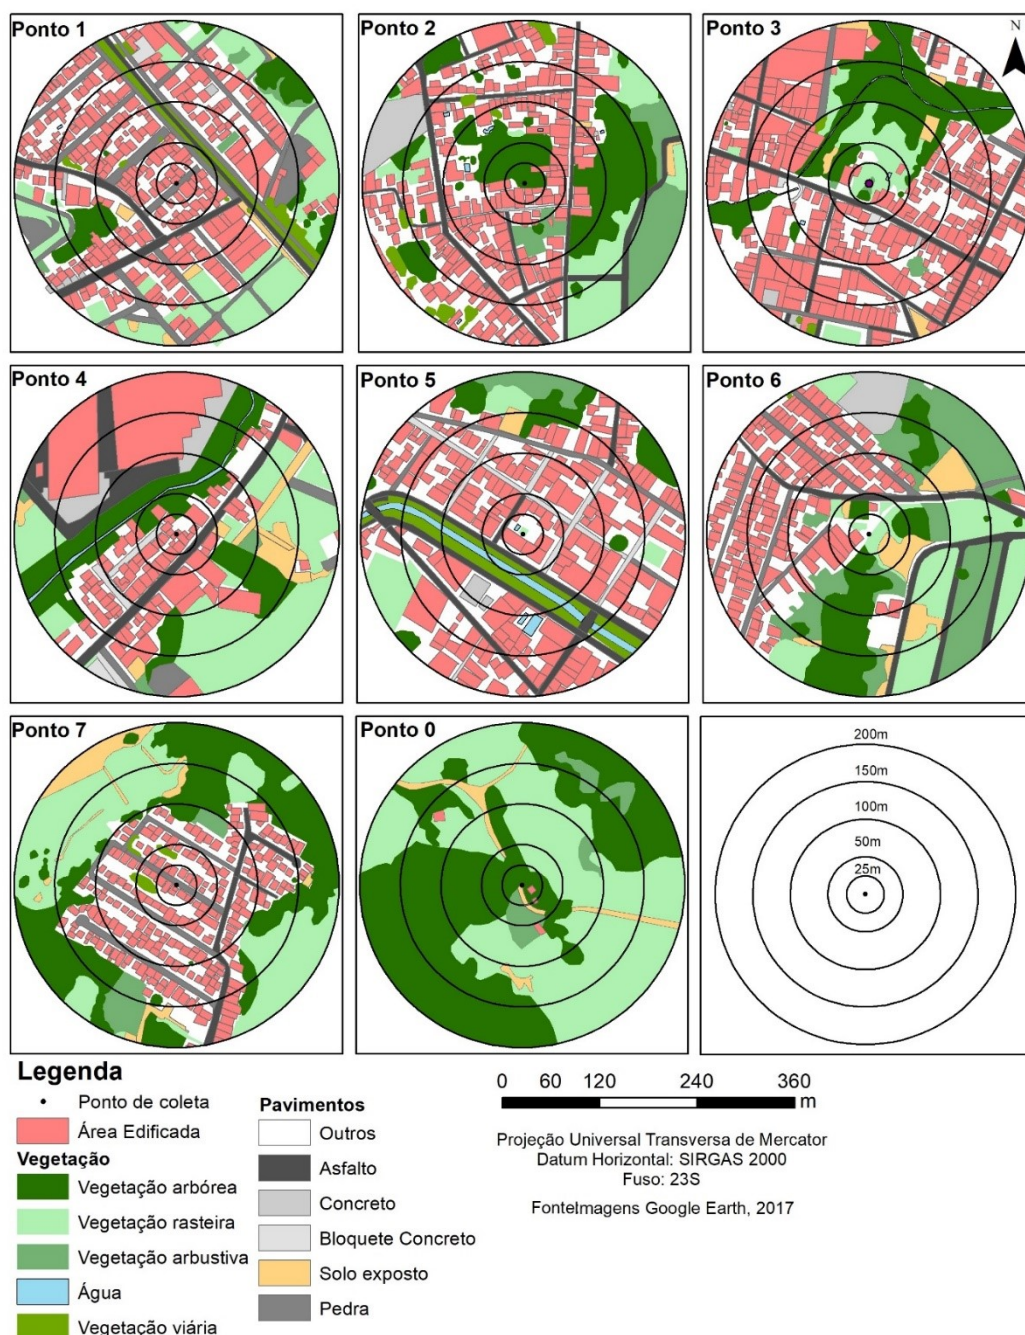 Ponto 1
Ponto 2
Ponto 3
N
Ponto 4
Ponto 5
Ponto 6
Ponto 7
Ponto 0
200m
150m
100m
50m
25m
Legenda
Ponto de coleta
Área Edificada
Vegetação
Vegetação arbórea
Vegetação rasteira
Vegetação arbustiva
Água
Vegetação viária
Pavimentos
Outros
Asfalto
Concreto
Bloquete Concreto
Solo exposto
Pedra
0 60 120 240 360
m
Projeção Universal Transversa de Mercator
Datum Horizontal: SIRGAS 2000
Fuso: 23S
FonteImagens Google Earth, 2017